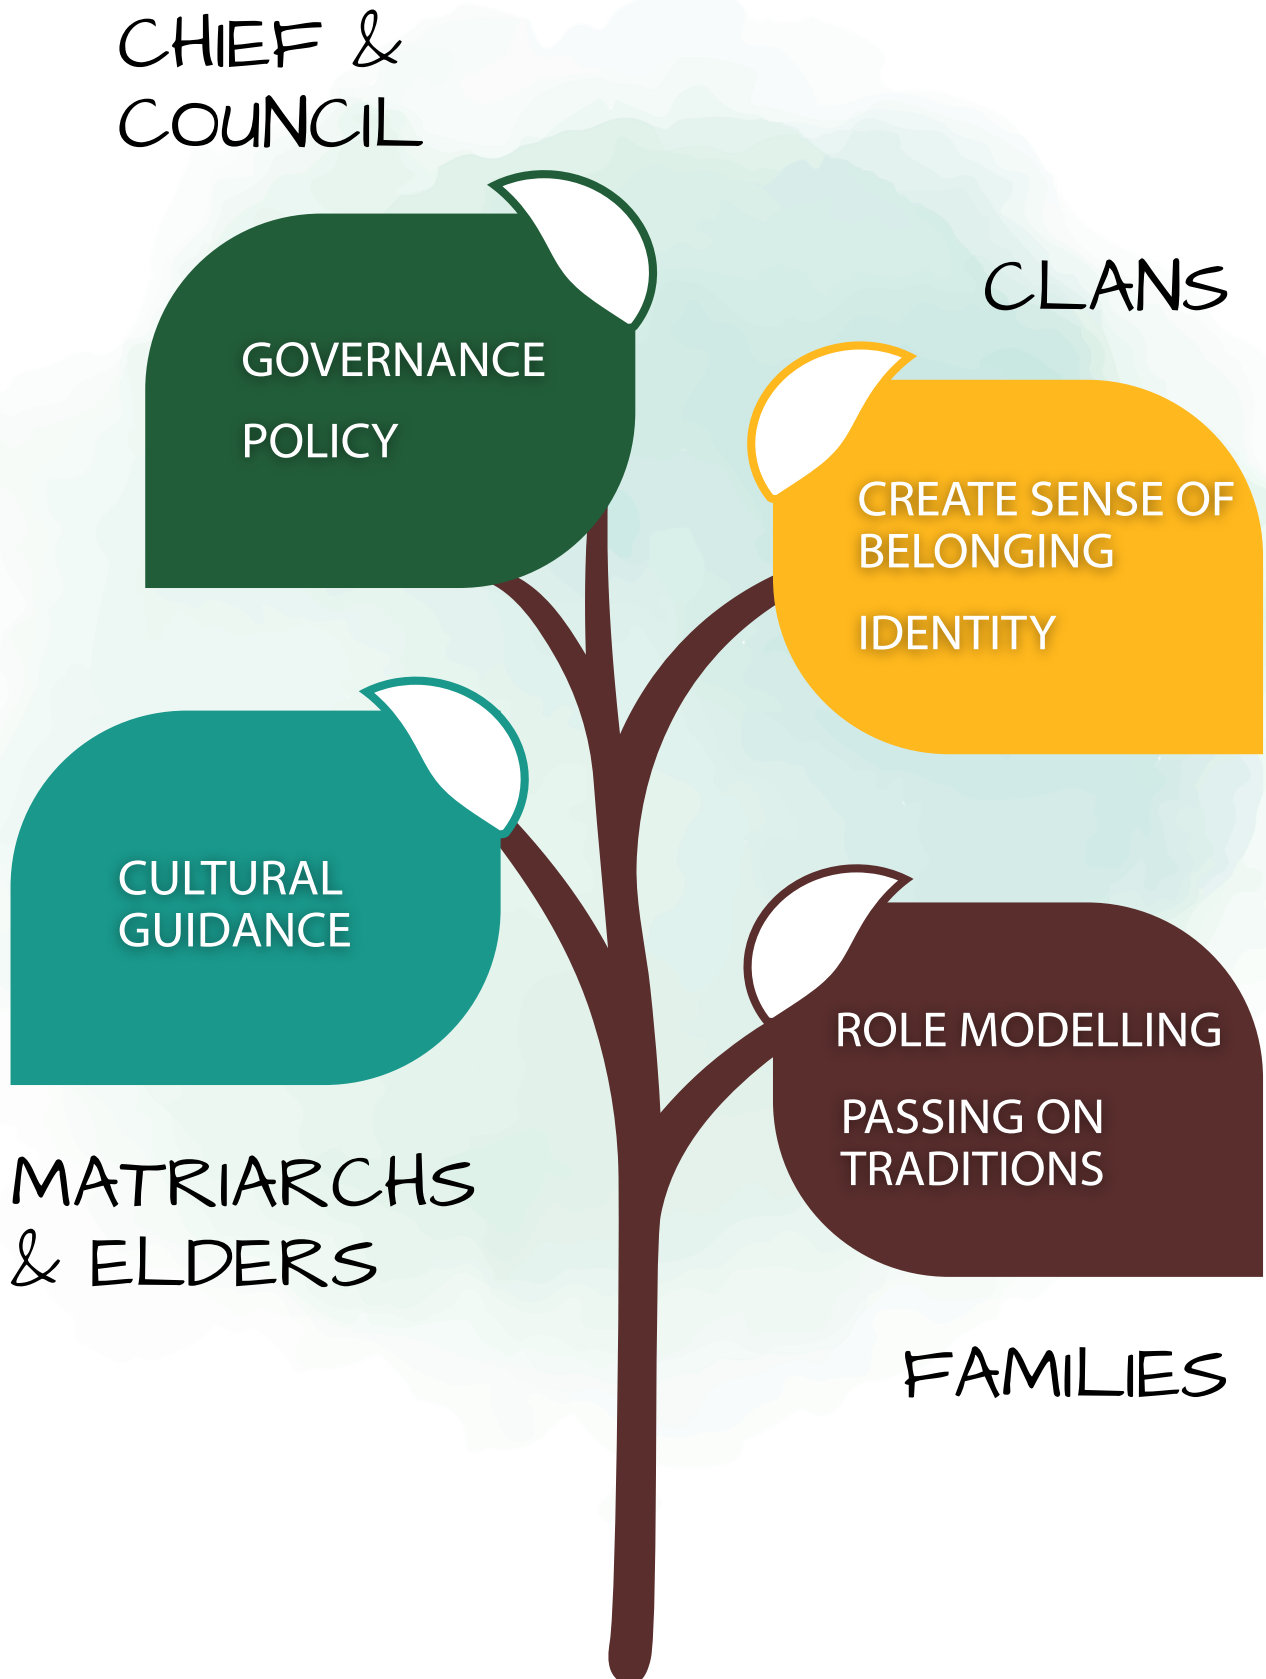 CHIEF &
COUNCIL
GOVERNANCE
POLICY
CLANS
CREATE SENSE OF
BELONGING
IDENTITY
CULTURAL
GUIDANCE
MATRIARCHS
& ELDERS
ROLE MODELLING
PASSING ON
TRADITIONS
FAMILIES